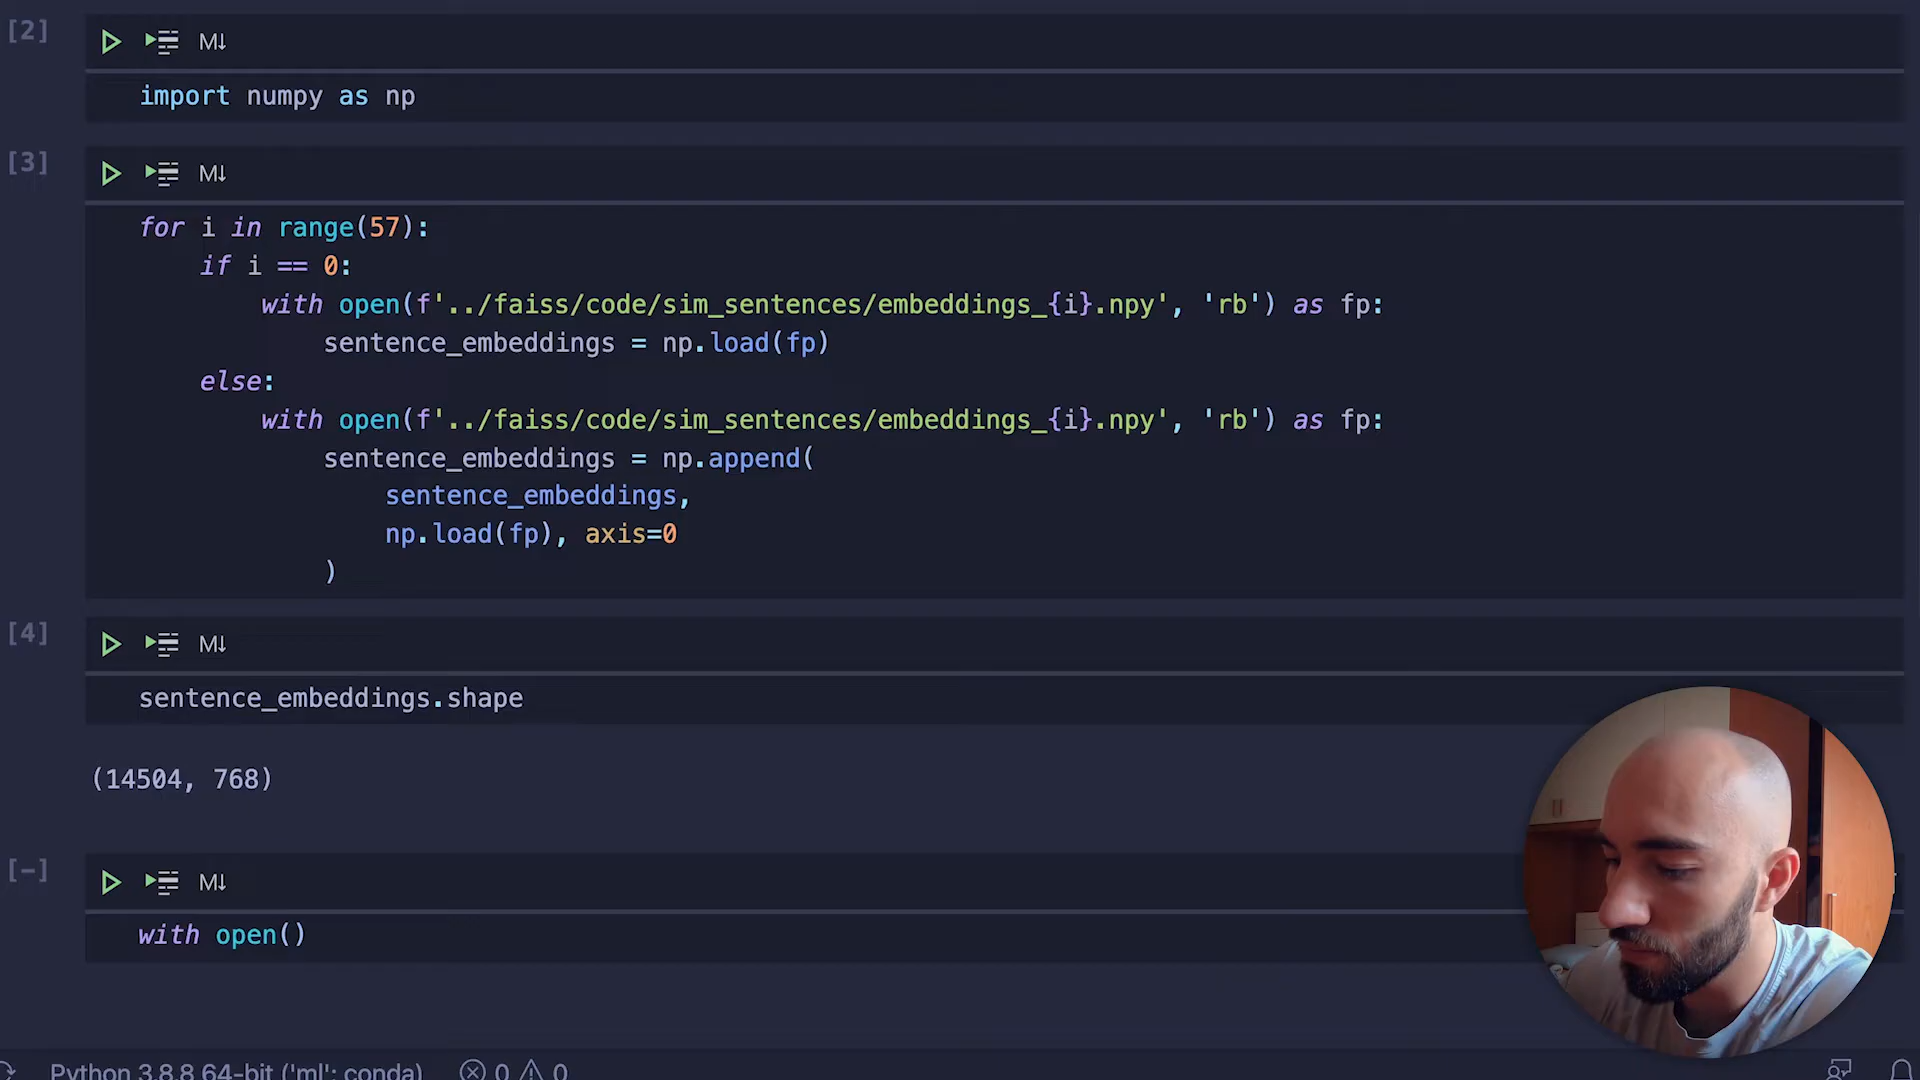 [2]
M↓
import numpy as np
[3]
M↓
for i in range(57):
    if i == 0:
        with open(f'../faiss/code/sim_sentences/embeddings_{i}.npy', 'rb') as fp:
            sentence_embeddings = np.load(fp)
    else:
        with open(f'../faiss/code/sim_sentences/embeddings_{i}.npy', 'rb') as fp:
            sentence_embeddings = np.append(
                sentence_embeddings,
                np.load(fp), axis=0
            )
[4]
M↓
sentence_embeddings.shape
(14504, 768)
[-]
M↓
with open()
Python 3.8.8 64-bit ('ml': conda) 0 0